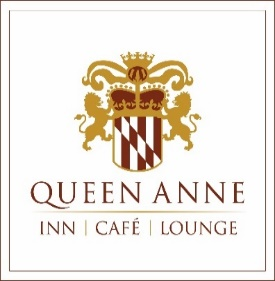 QUEEN ANNE
INN | CAFÉ | LOUNGE